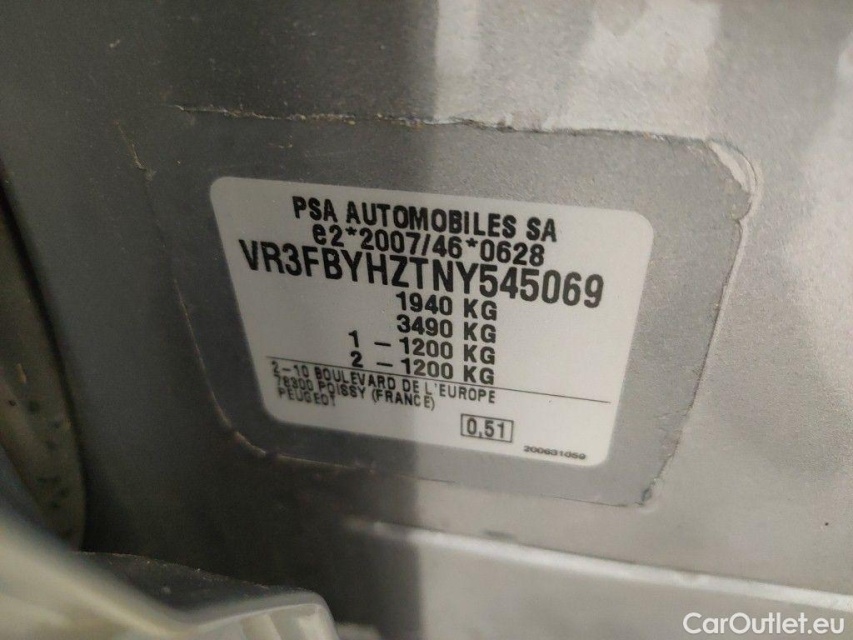 PSA AUTOMOBILES SA
e2*2007/46*0628
VR3FBYHZTNY545069
1940 KG
3490 KG
1 - 1200 KG
2 - 1200 KG
2-10 BOULEVARD DE L'EUROPE
78300 POISSY (FRANCE)
PEUGEOT
0,51
200631059
CarOutlet.eu